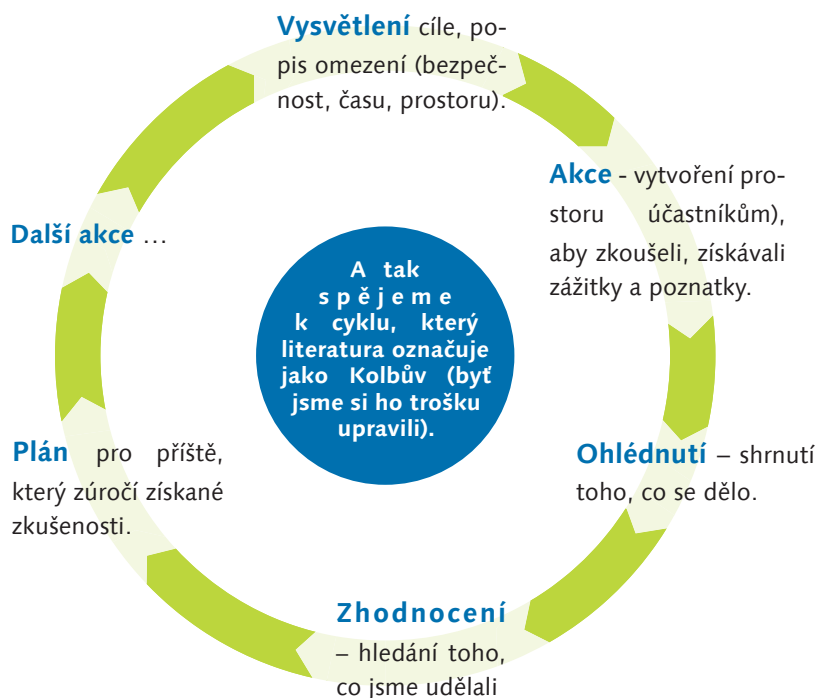 Vysvětlení cíle, po-
pis omezení (bezpeč-
nost, času, prostoru).
Akce - vytvoření pro-
storu účastníkům),
aby zkoušeli, získávali
zážitky a poznatky.
Ohlédnutí – shrnutí
toho, co se dělo.
Zhodnocení
– hledání toho,
co jsme udělali
Plán pro příště,
který zúročí získané
zkušenosti.
Další akce …
A tak
spějeme
k cyklu, který
literatura označuje
jako Kolbův (byť
jsme si ho trošku
upravili).